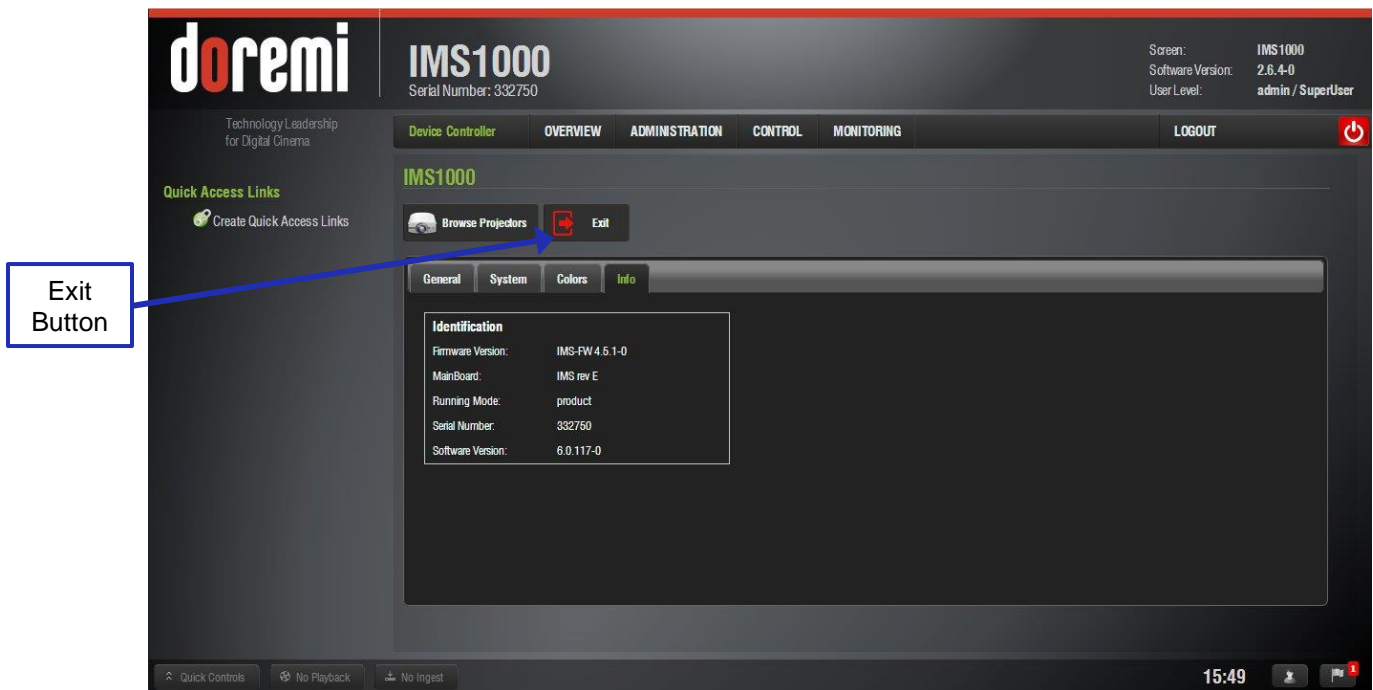 doremi
Technology Leadership
for Digital Cinema
IMS1000
Serial Number: 332750
Screen: IMS1000
Software Version: 2.6.4-0
User Level: admin / SuperUser
Device Controller OVERVIEW ADMINISTRATION CONTROL MONITORING LOGOUT
Quick Access Links
Create Quick Access Links
IMS1000
Browse Projectors Exit
Exit
Button
General System Colors Info
Identification
Firmware Version: IMS-FW 4.5.1-0
MainBoard: IMS rev E
Running Mode: product
Serial Number: 332750
Software Version: 6.0.117-0
Quick Controls No Playback No Ingest 15:49 1